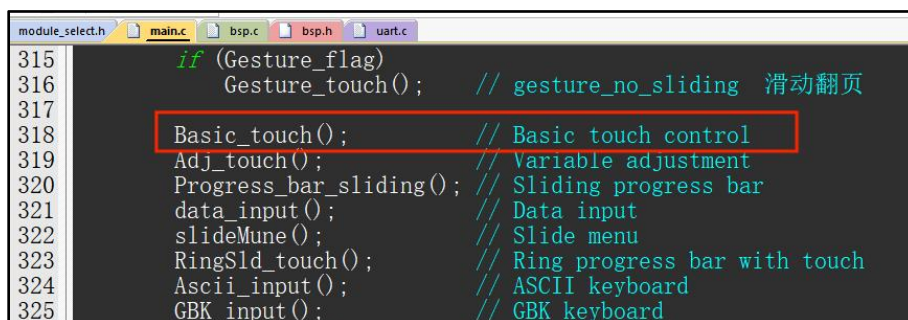 module_select.h main.c bsp.c bsp.h uart.c
315 if (Gesture_flag)
316 Gesture_touch(); // gesture_no_sliding 滑动翻页
317
318 Basic_touch(); // Basic touch control
319 Adj_touch(); // Variable adjustment
320 Progress_bar_sliding(); // Sliding progress bar
321 data_input(); // Data input
322 slideMune(); // Slide menu
323 RingSld_touch(); // Ring progress bar with touch
324 Ascii_input(); // ASCII keyboard
325 GBK_input(); // GBK keyboard